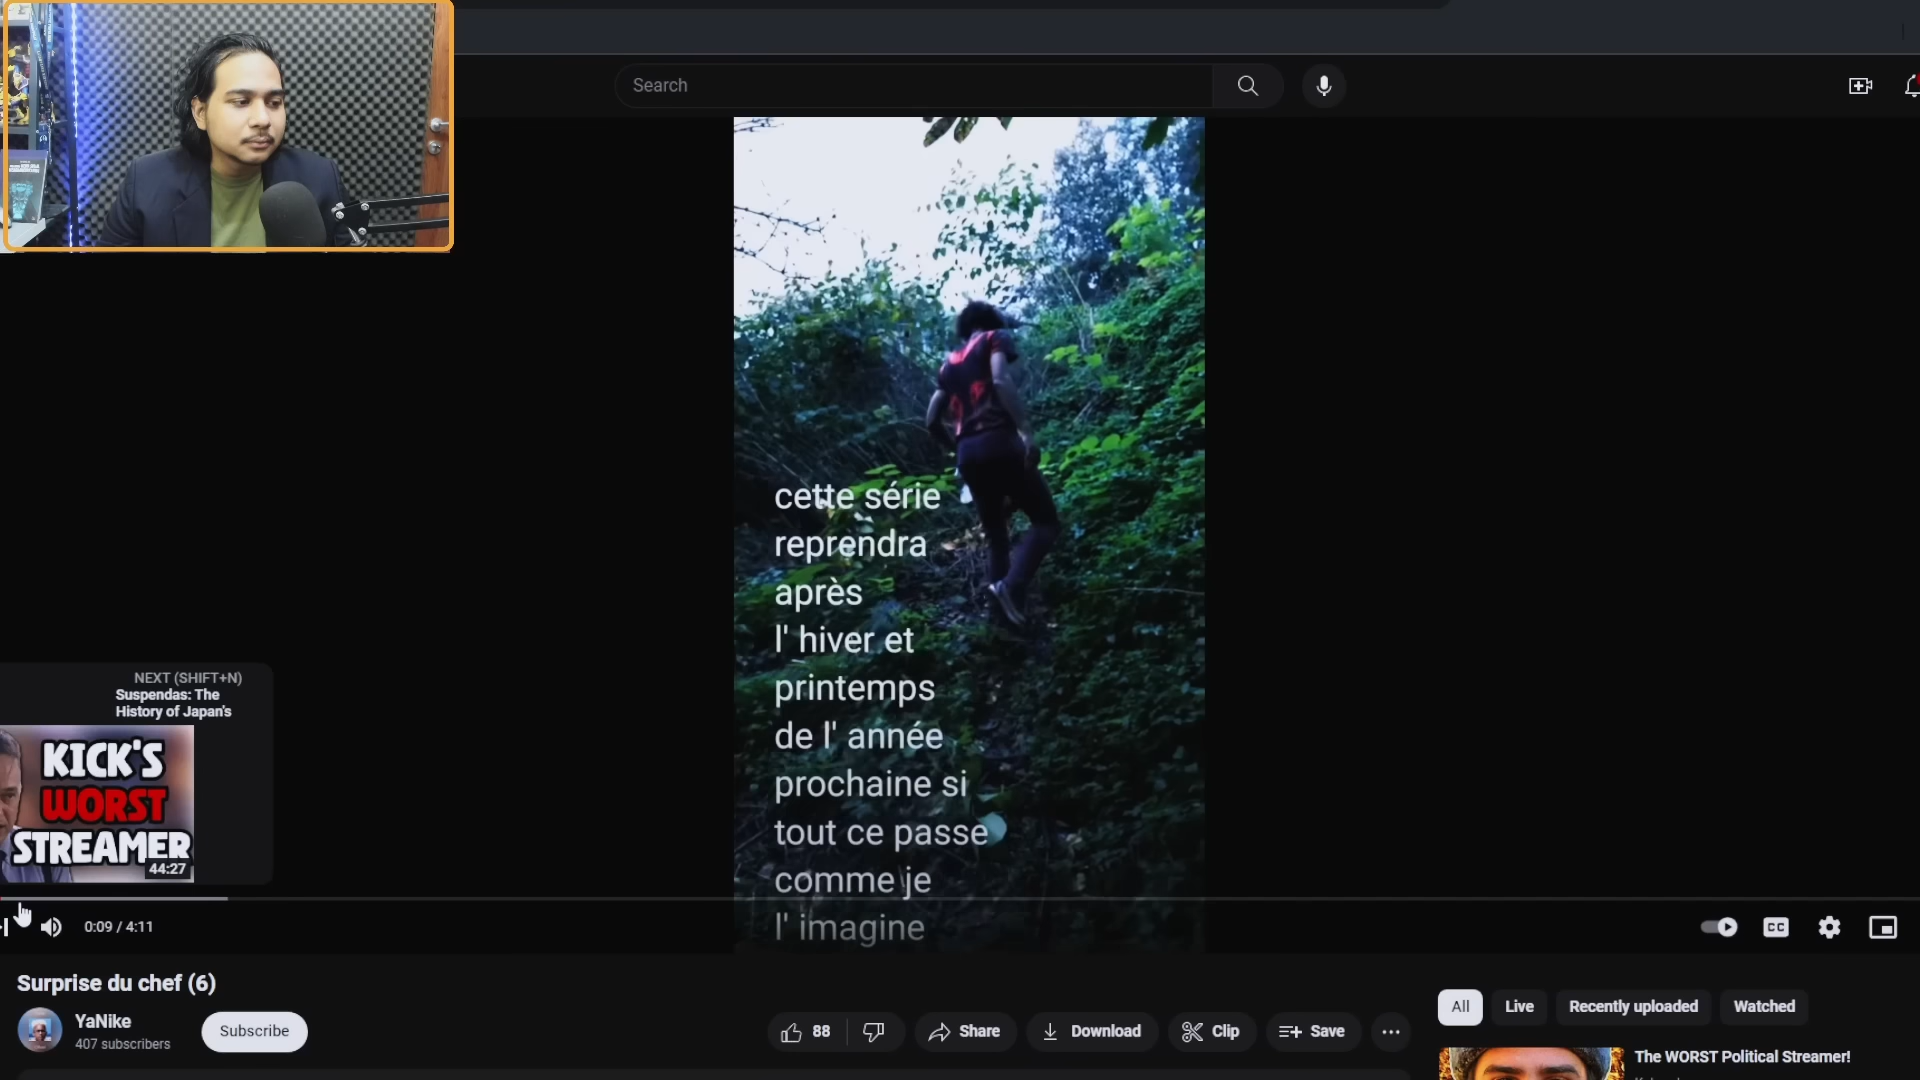 Search
cette série
reprendra
après
l' hiver et
printemps
de l' année
prochaine si
tout ce passe
comme je
l' imagine
NEXT (SHIFT+N)
Suspendas: The
History of Japan's
KICK'S
WORST
STREAMER
44:27
0:09 / 4:11
CC
Surprise du chef (6)
YaNike
407 subscribers
Subscribe
88
Share
Download
Clip
Save
All
Live
Recently uploaded
Watched
The WORST Political Streamer!